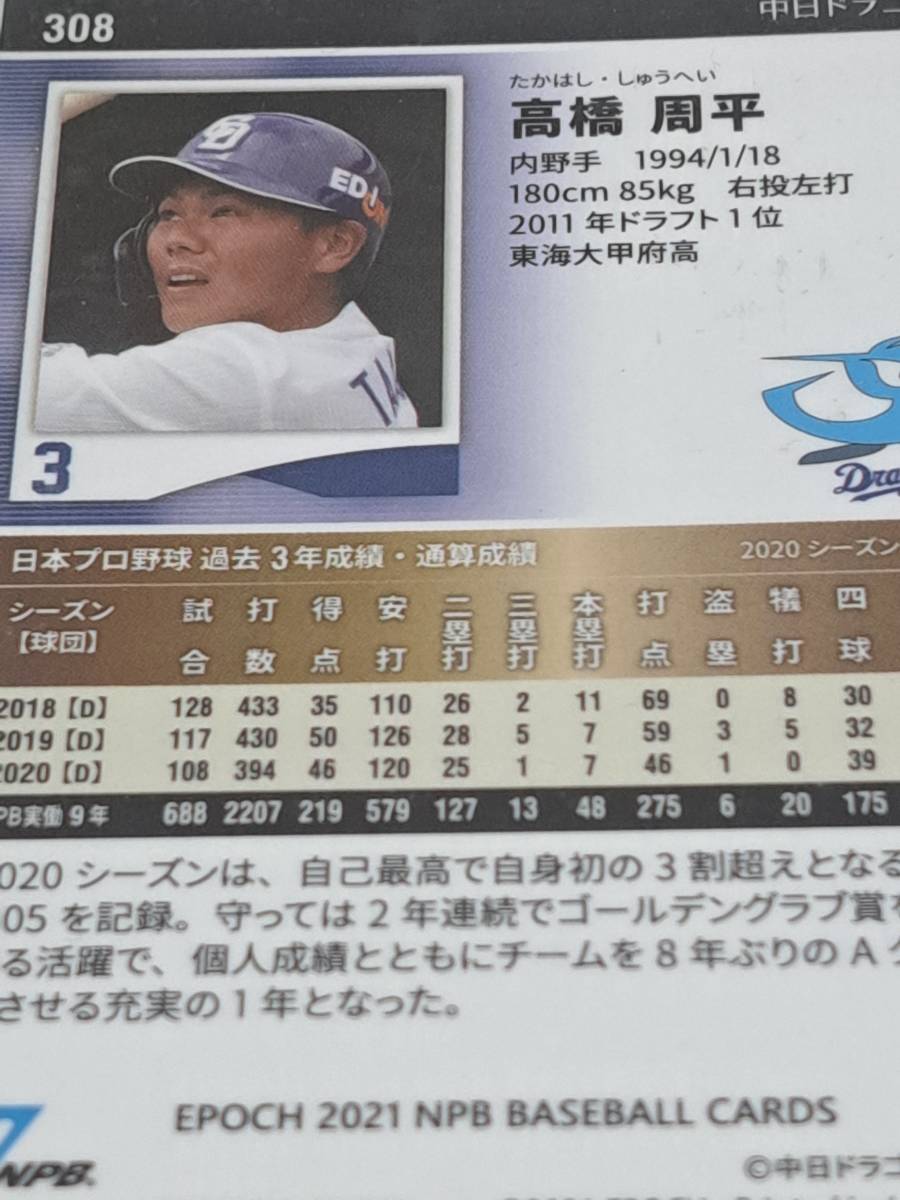 308
中日ドラゴ
たかはし・しゅうへい
高橋 周平
内野手 1994/1/18
180cm 85kg 右投左打
2011年ドラフト1位
東海大甲府高
EDION
TA
3
Dra
日本プロ野球 過去3年成績・通算成績 2020 シーズン
シーズン【球団】 試合 打数 得点 安打 二塁打 三塁打 本塁打 打点 盗塁 犠打 四球
2018【D】 128 433 35 110 26 2 11 69 0 8 30
2019【D】 117 430 50 126 28 5 7 59 3 5 32
2020【D】 108 394 46 120 25 1 7 46 1 0 39
PB実働9年 688 2207 219 579 127 13 48 275 6 20 175
020 シーズンは、自己最高で自身初の3割超えとなる
05を記録。守っては2年連続でゴールデングラブ賞を
る活躍で、個人成績とともにチームを8年ぶりのAク
させる充実の1年となった。
EPOCH 2021 NPB BASEBALL CARDS
NPB
©中日ドラゴ